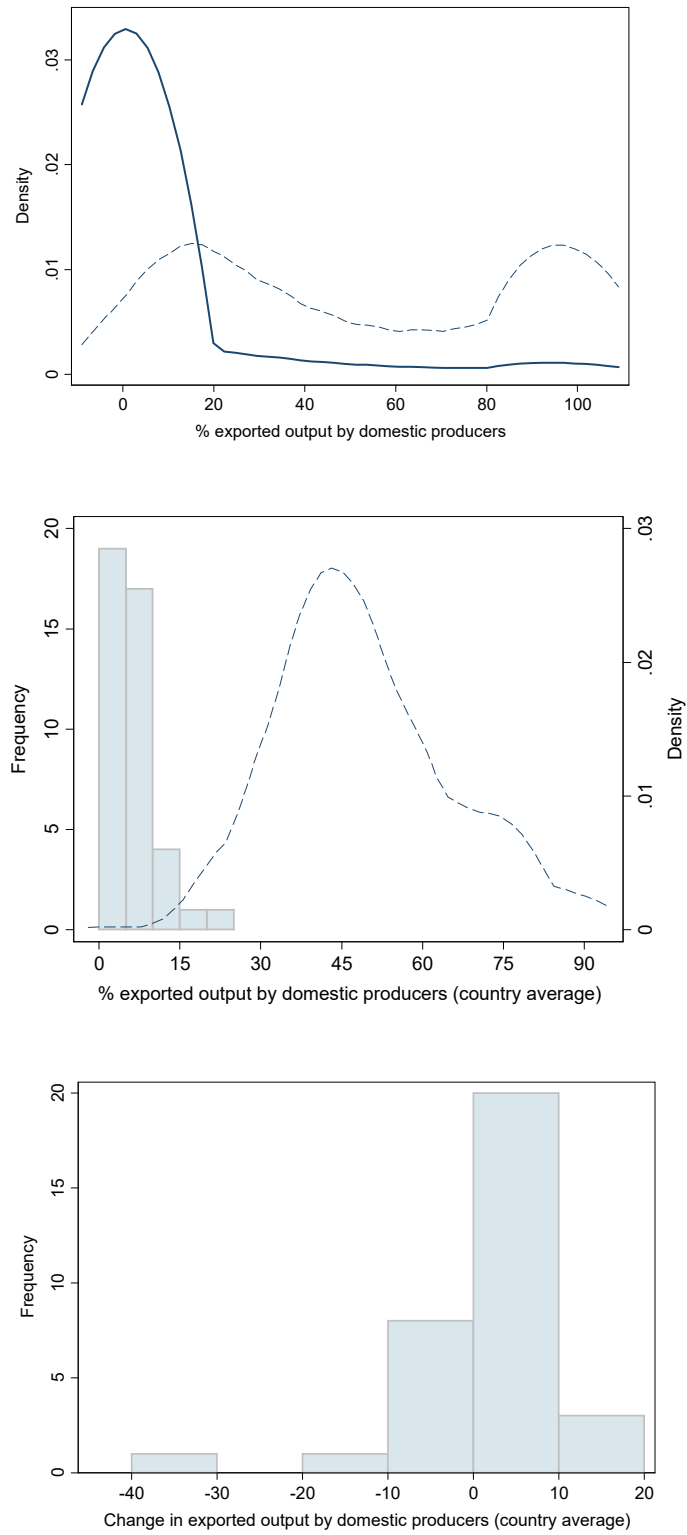 .03
.02
.01
0
Density
0 20 40 60 80 100
% exported output by domestic producers
20
15
10
5
0
Frequency
.03
.02
.01
0
Density
0 15 30 45 60 75 90
% exported output by domestic producers (country average)
20
15
10
5
0
Frequency
-40 -30 -20 -10 0 10 20
Change in exported output by domestic producers (country average)